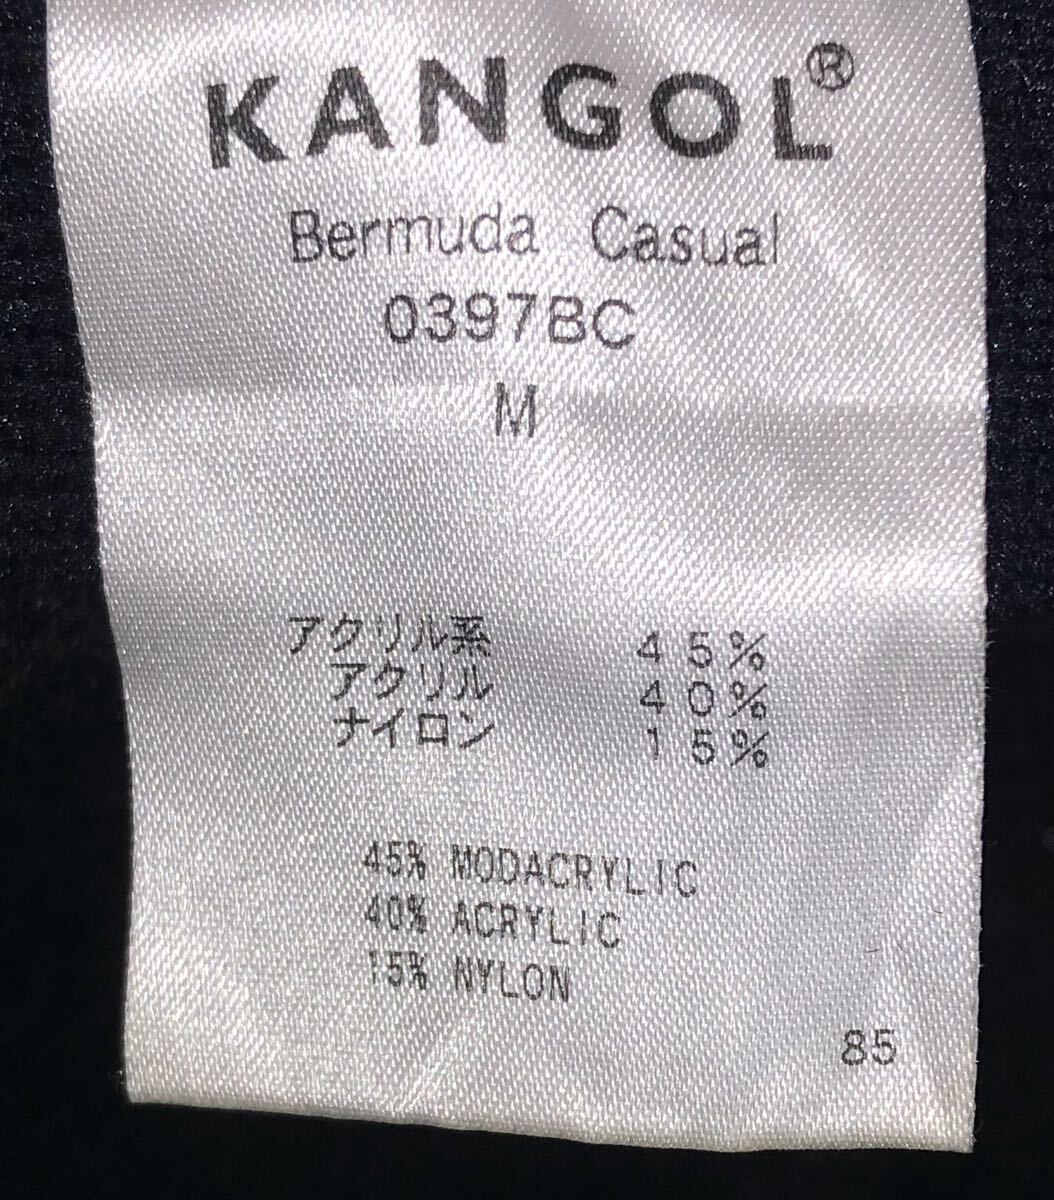 KANGOL®
Bermuda Casual
0397BC
M
アクリル系 45%
アクリル 40%
ナイロン 15%
45% MODACRYLIC
40% ACRYLIC
15% NYLON
85